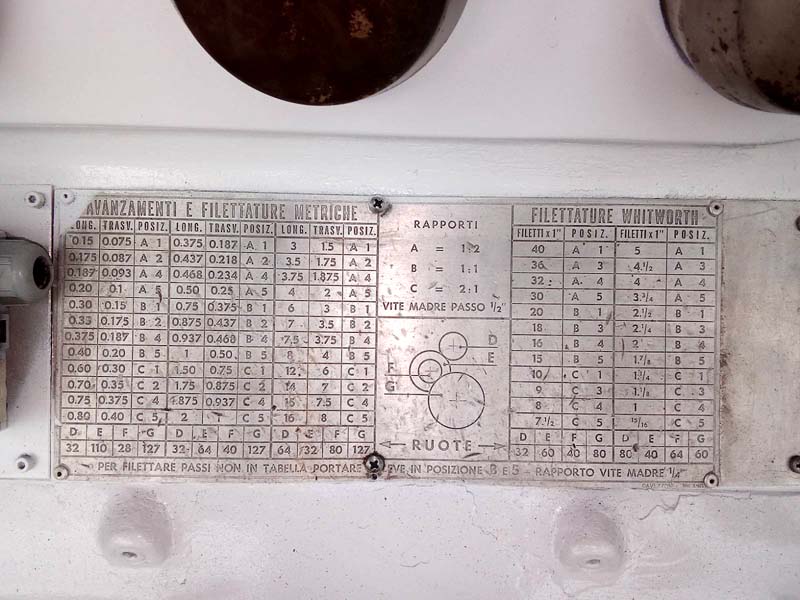 AVANZAMENTI E FILETTATURE METRICHE
LONG. TRASV. POSIZ. LONG. TRASV. POSIZ. LONG. TRASV. POSIZ.
0.15 0.075 A 1 0.375 0.187 A 1 3 1.5 A 1
0.175 0.087 A 2 0.437 0.218 A 2 3.5 1.75 A 2
0.187 0.093 A 4 0.468 0.234 A 4 3.75 1.875 A 4
0.20 0.1 A 5 0.50 0.25 A 5 4 2 A 5
0.30 0.15 B 1 0.75 0.375 B 1 6 3 B 1
0.35 0.175 B 2 0.875 0.437 B 2 7 3.5 B 2
0.375 0.187 B 4 0.937 0.468 B 4 7.5 3.75 B 4
0.40 0.20 B 5 1 0.50 B 5 8 4 B 5
0.60 0.30 C 1 1.50 0.75 C 1 12 6 C 1
0.70 0.35 C 2 1.75 0.875 C 2 14 7 C 2
0.75 0.375 C 4 1.875 0.937 C 4 15 7.5 C 4
0.80 0.40 C 5 2 1 C 5 16 8 C 5
D E F G D E F G D E F G
32 110 28 127 32 64 40 127 64 32 80 127
RAPPORTI
A = 1:2
B = 1:1
C = 2:1
VITE MADRE PASSO 1/2"
D
E
F
G
RUOTE
FILETTATURE WHITWORTH
FILETTI x 1" POSIZ. FILETTI x 1" POSIZ.
40 A 1 5 A 1
36 A 3 4.1/2 A 3
32 A 4 4 A 4
30 A 5 3.3/4 A 5
20 B 1 2.1/2 B 1
18 B 3 2.1/4 B 3
16 B 4 2 B 4
15 B 5 1.7/8 B 5
10 C 1 1.1/4 C 1
9 C 3 1.1/8 C 3
8 C 4 1 C 4
7.1/2 C 5 15/16 C 5
D E F G D E F G
32 60 40 80 80 40 64 60
PER FILETTARE PASSI NON IN TABELLA PORTARE EVE IN POSIZIONE B E 5 - RAPPORTO VITE MADRE 1/4"